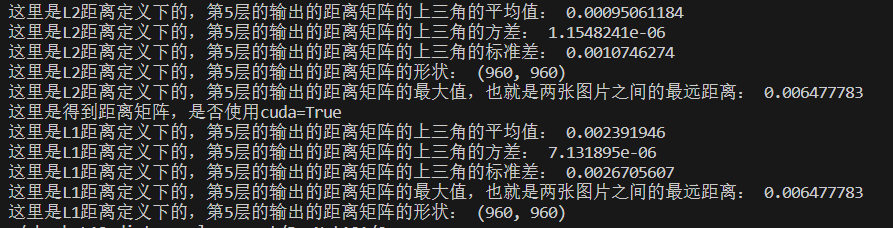 这里是L2距离定义下的，第5层的输出的距离矩阵的上三角的平均值： 0.00095061184
这里是L2距离定义下的，第5层的输出的距离矩阵的上三角的方差： 1.1548241e-06
这里是L2距离定义下的，第5层的输出的距离矩阵的上三角的标准差： 0.0010746274
这里是L2距离定义下的，第5层的输出的距离矩阵的形状： (960, 960)
这里是L2距离定义下的，第5层的输出的距离矩阵的最大值，也就是两张图片之间的最远距离： 0.006477783
这里是得到距离矩阵，是否使用cuda=True
这里是L1距离定义下的，第5层的输出的距离矩阵的上三角的平均值： 0.002391946
这里是L1距离定义下的，第5层的输出的距离矩阵的上三角的方差： 7.131895e-06
这里是L1距离定义下的，第5层的输出的距离矩阵的上三角的标准差： 0.0026705607
这里是L1距离定义下的，第5层的输出的距离矩阵的最大值，也就是两张图片之间的最远距离： 0.006477783
这里是L1距离定义下的，第5层的输出的距离矩阵的形状： (960, 960)